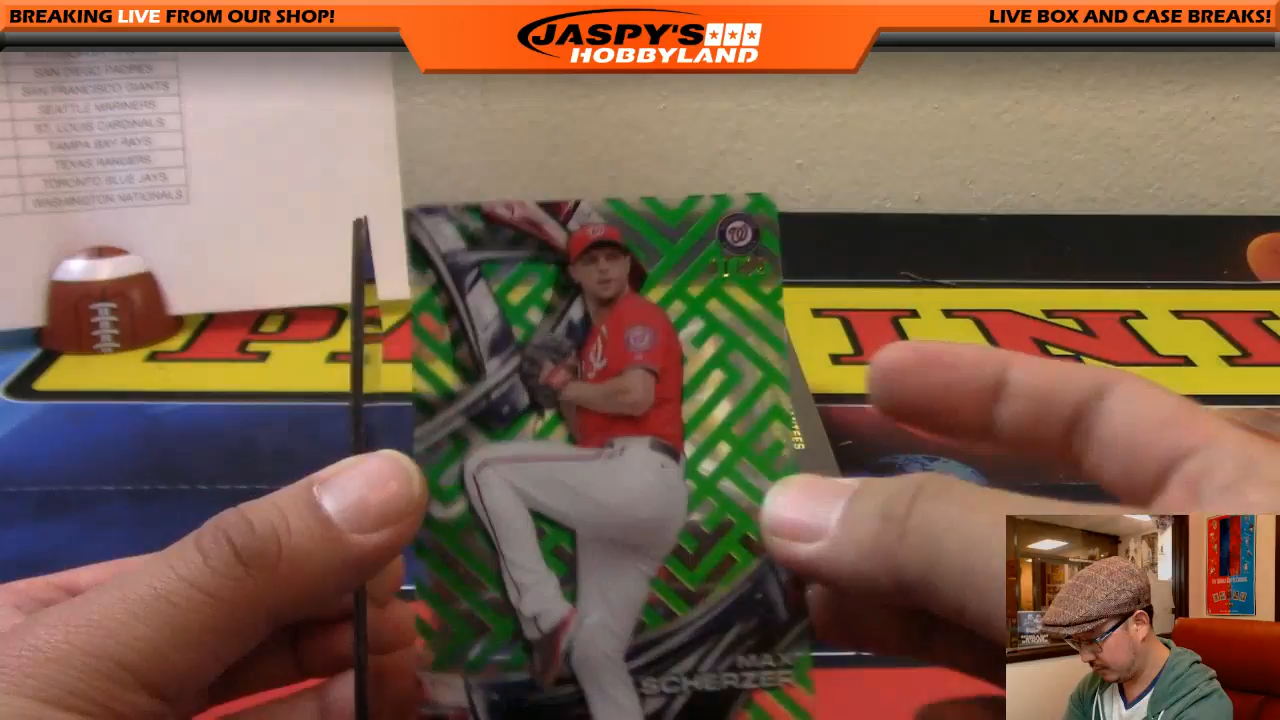 BREAKING LIVE FROM OUR SHOP!
JASPY'S
HOBBYLAND
LIVE BOX AND CASE BREAKS!
SAN DIEGO PADRES
SAN FRANCISCO GIANTS
SEATTLE MARINERS
ST. LOUIS CARDINALS
TAMPA BAY RAYS
TEXAS RANGERS
TORONTO BLUE JAYS
WASHINGTON NATIONALS
W
MAX
SCHERZER